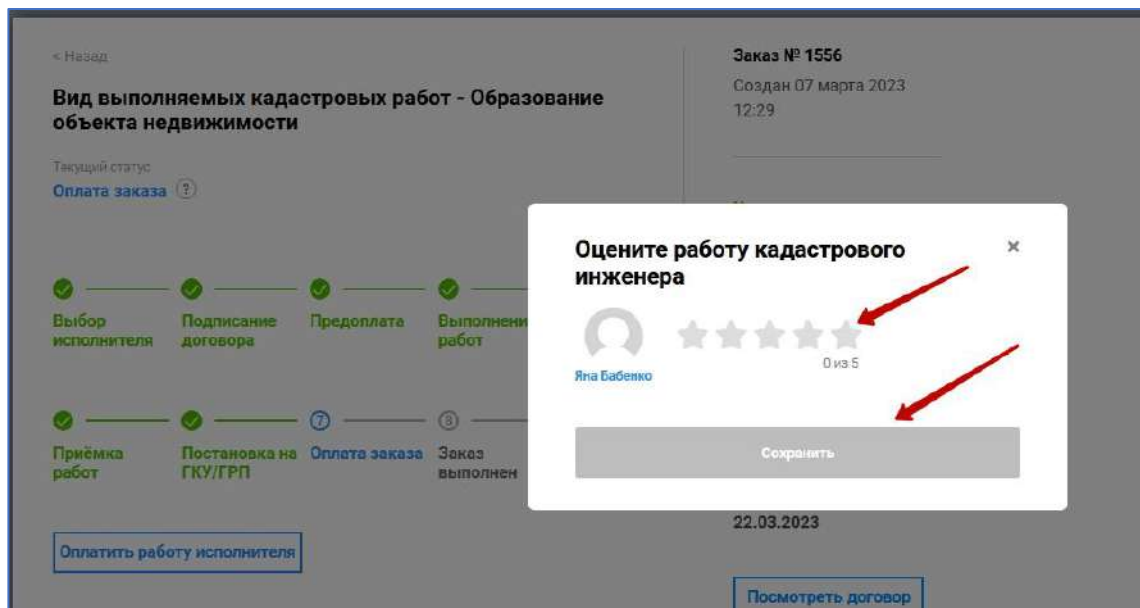 < Назад
Вид выполняемых кадастровых работ - Образование
объекта недвижимости
Текущий статус
Оплата заказа ?
Выбор
исполнителя
Подписание
договора
Предоплата
Выполнени
работ
Приёмка
работ
Постановка на
ГКУ/ГРП
7
Оплата заказа
8
Заказ
выполнен
Оплатить работу исполнителя
Заказ № 1556
Создан 07 марта 2023
12:29
Оцените работу кадастрового
инженера
×
Яна Бабенко
0 из 5
Сохранить
22.03.2023
Посмотреть договор